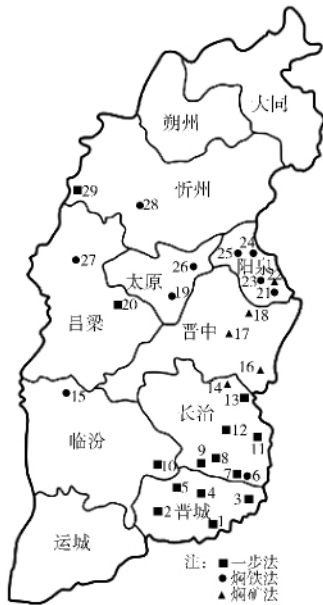 大同
朔州
29
忻州
28
25
24
27
26
阳泉
太原
23
22
19
21
20
吕梁
18
晋中
17
16
14
15
13
长治
12
临汾
11
10
9
8
7
6
5
4
3
晋城
2
1
运城
注：■一步法
●焖铁法
▲焖矿法